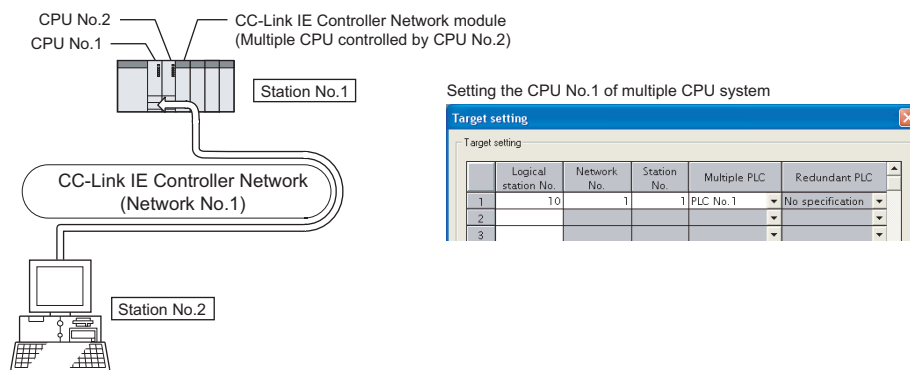 CPU No.2
CPU No.1
CC-Link IE Controller Network module
(Multiple CPU controlled by CPU No.2)
Station No.1
CC-Link IE Controller Network
(Network No.1)
Station No.2
Setting the CPU No.1 of multiple CPU system
Target setting
Target setting
Logical station No. Network No. Station No. Multiple PLC Redundant PLC
1 10 1 1 PLC No.1 No specification
2
3